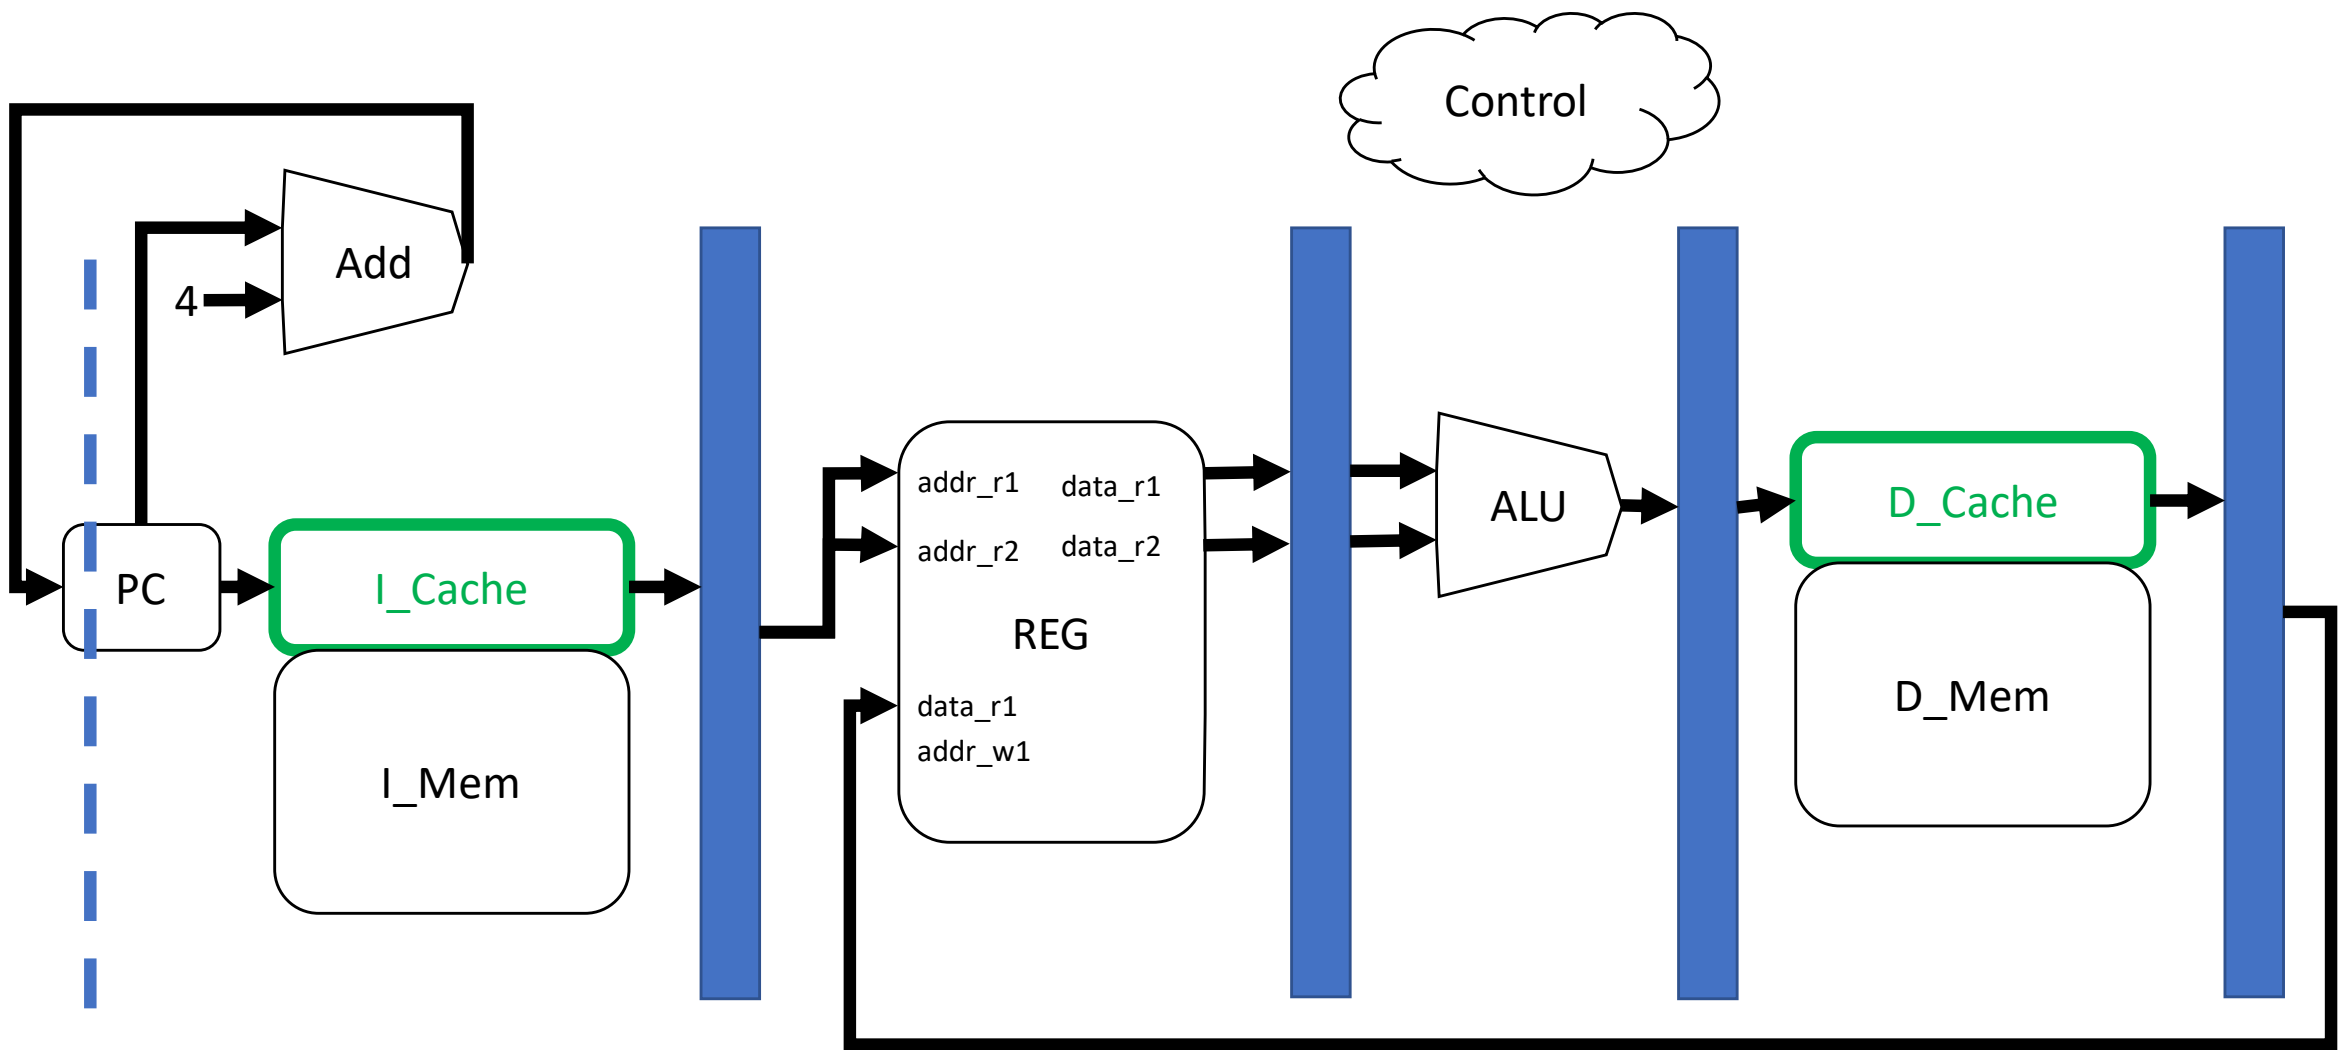 Control
Add
4
PC
I_Cache
I_Mem
addr_r1
data_r1
addr_r2
data_r2
REG
data_r1
addr_w1
ALU
D_Cache
D_Mem